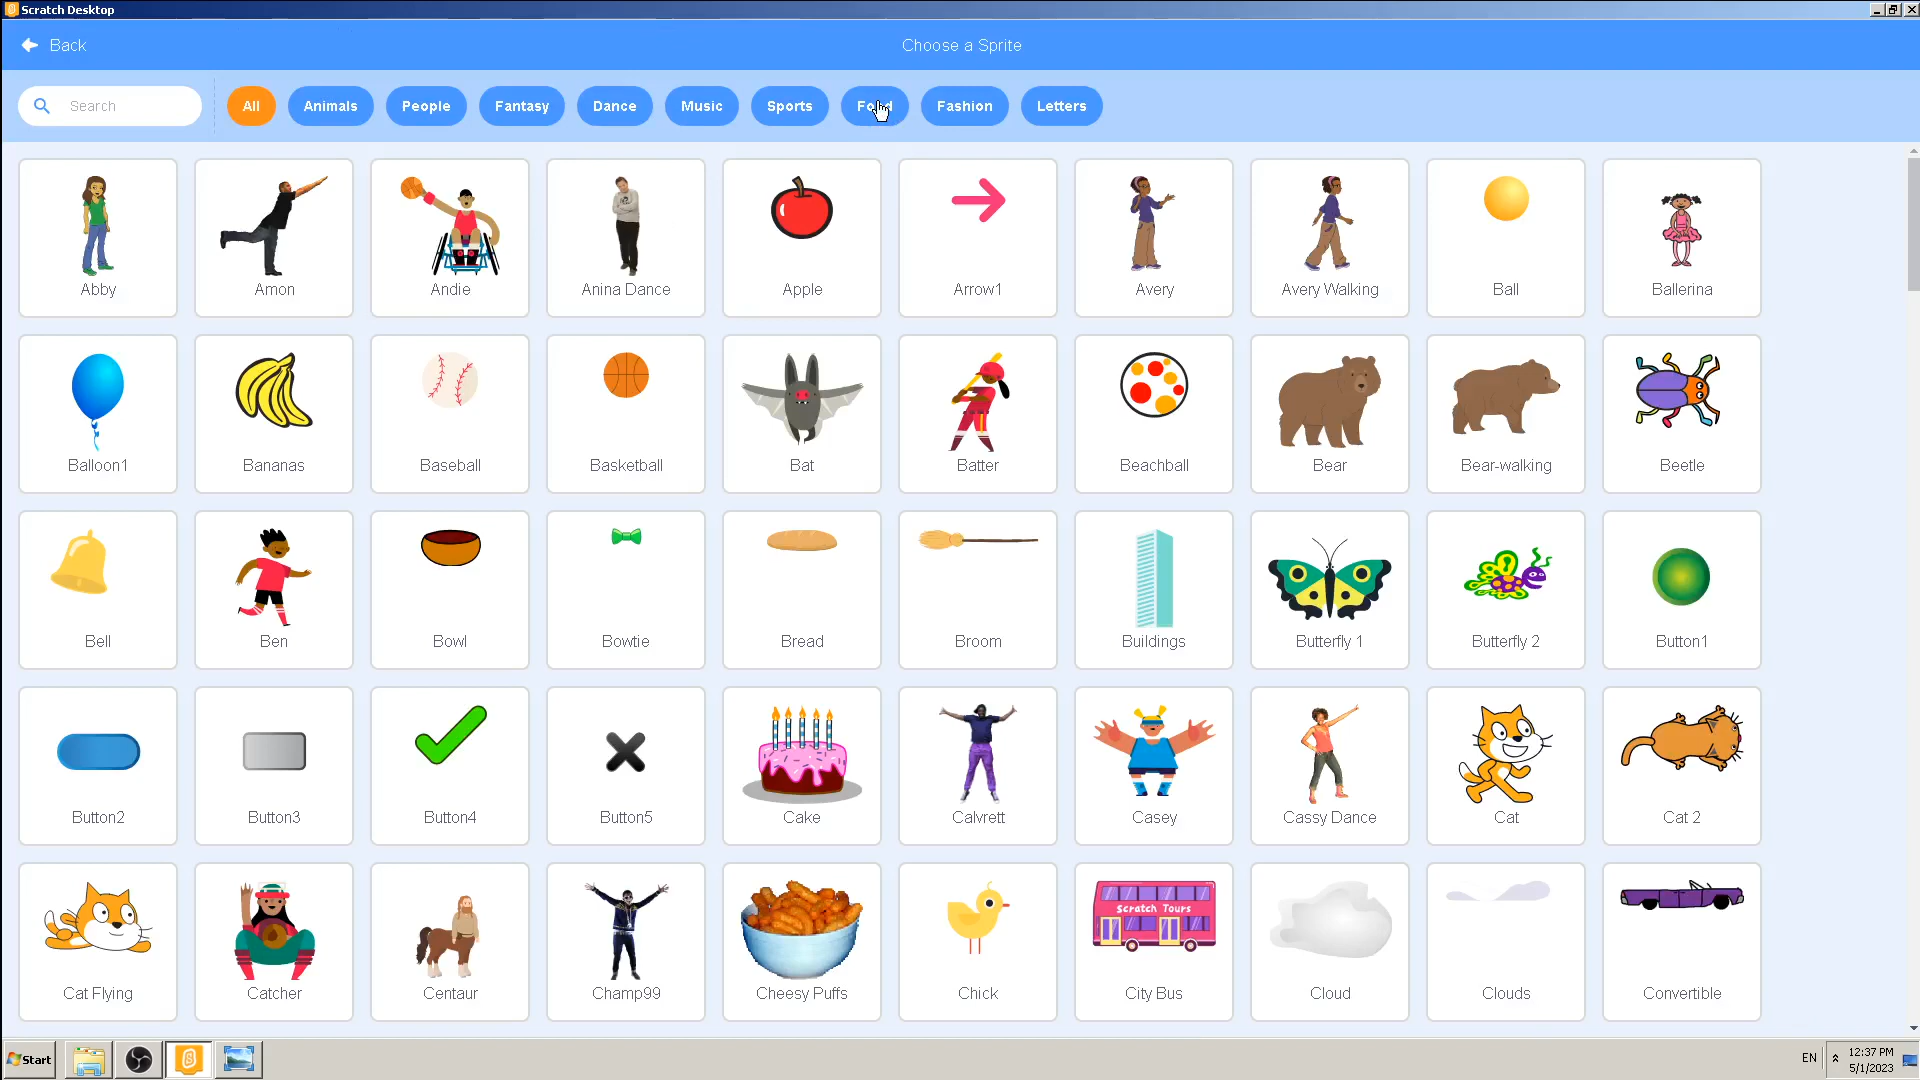 Scratch Desktop
Back
Choose a Sprite
Search
All
Animals
People
Fantasy
Dance
Music
Sports
Fashion
Letters
Abby
Amon
Andie
Anina Dance
Apple
Arrow1
Avery
Avery Walking
Ball
Ballerina
Balloon1
Bananas
Baseball
Basketball
Bat
Batter
Beachball
Bear
Bear-walking
Beetle
Bell
Ben
Bowl
Bowtie
Bread
Broom
Buildings
Butterfly 1
Butterfly 2
Button1
Button2
Button3
Button4
Button5
Cake
Calvrett
Casey
Cassy Dance
Cat
Cat 2
Scratch Tours
Cat Flying
Catcher
Centaur
Champ99
Cheesy Puffs
Chick
City Bus
Cloud
Clouds
Convertible
Start
EN
12:37 PM
5/1/2023